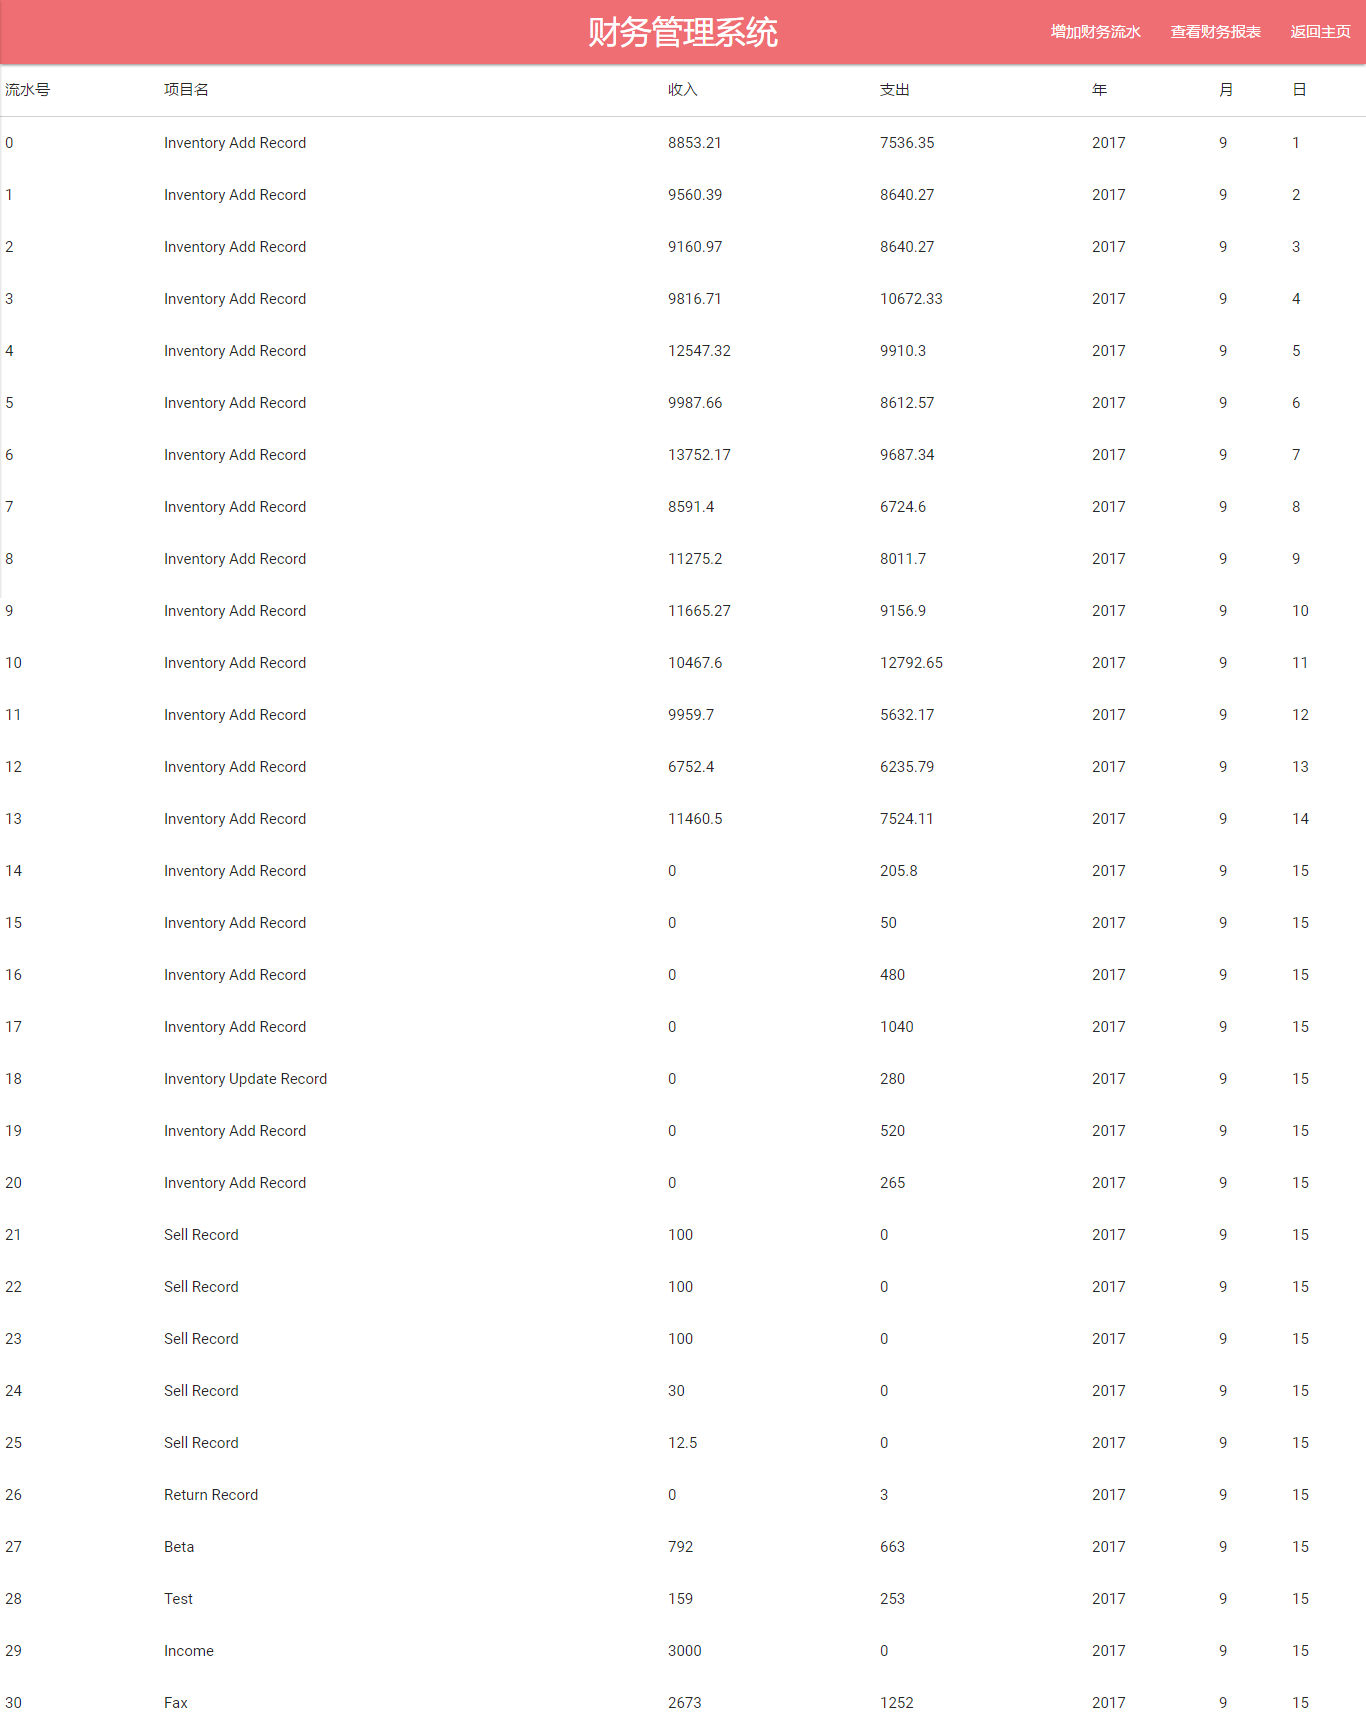 财务管理系统 增加财务流水 查看财务报表 返回主页
流水号 项目名 收入 支出 年 月 日
0 Inventory Add Record 8853.21 7536.35 2017 9 1
1 Inventory Add Record 9560.39 8640.27 2017 9 2
2 Inventory Add Record 9160.97 8640.27 2017 9 3
3 Inventory Add Record 9816.71 10672.33 2017 9 4
4 Inventory Add Record 12547.32 9910.3 2017 9 5
5 Inventory Add Record 9987.66 8612.57 2017 9 6
6 Inventory Add Record 13752.17 9687.34 2017 9 7
7 Inventory Add Record 8591.4 6724.6 2017 9 8
8 Inventory Add Record 11275.2 8011.7 2017 9 9
9 Inventory Add Record 11665.27 9156.9 2017 9 10
10 Inventory Add Record 10467.6 12792.65 2017 9 11
11 Inventory Add Record 9959.7 5632.17 2017 9 12
12 Inventory Add Record 6752.4 6235.79 2017 9 13
13 Inventory Add Record 11460.5 7524.11 2017 9 14
14 Inventory Add Record 0 205.8 2017 9 15
15 Inventory Add Record 0 50 2017 9 15
16 Inventory Add Record 0 480 2017 9 15
17 Inventory Add Record 0 1040 2017 9 15
18 Inventory Update Record 0 280 2017 9 15
19 Inventory Add Record 0 520 2017 9 15
20 Inventory Add Record 0 265 2017 9 15
21 Sell Record 100 0 2017 9 15
22 Sell Record 100 0 2017 9 15
23 Sell Record 100 0 2017 9 15
24 Sell Record 30 0 2017 9 15
25 Sell Record 12.5 0 2017 9 15
26 Return Record 0 3 2017 9 15
27 Beta 792 663 2017 9 15
28 Test 159 253 2017 9 15
29 Income 3000 0 2017 9 15
30 Fax 2673 1252 2017 9 15